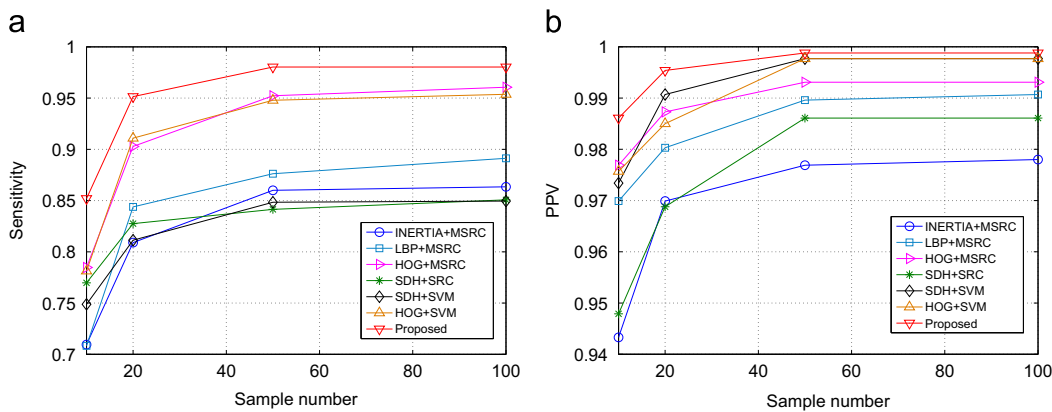 a
1
0.95
0.9
0.85
0.8
0.75
0.7
20
40
60
80
100
Sensitivity
Sample number
INERTIA+MSRC
LBP+MSRC
HOG+MSRC
SDH+SRC
SDH+SVM
HOG+SVM
Proposed
b
1
0.99
0.98
0.97
0.96
0.95
0.94
20
40
60
80
100
PPV
Sample number
INERTIA+MSRC
LBP+MSRC
HOG+MSRC
SDH+SRC
SDH+SVM
HOG+SVM
Proposed